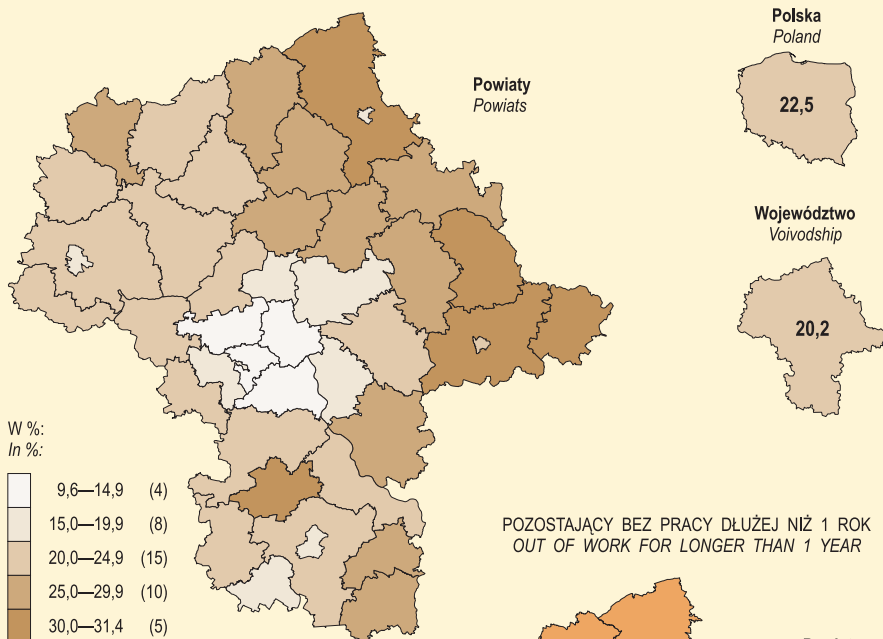 Polska
Poland
22,5
Powiaty
Powiats
Województwo
Voivodship
20,2
W %:
In %:
9,6—14,9 (4)
15,0—19,9 (8)
20,0—24,9 (15)
25,0—29,9 (10)
30,0—31,4 (5)
POZOSTAJĄCY BEZ PRACY DŁUŻEJ NIŻ 1 ROK
OUT OF WORK FOR LONGER THAN 1 YEAR